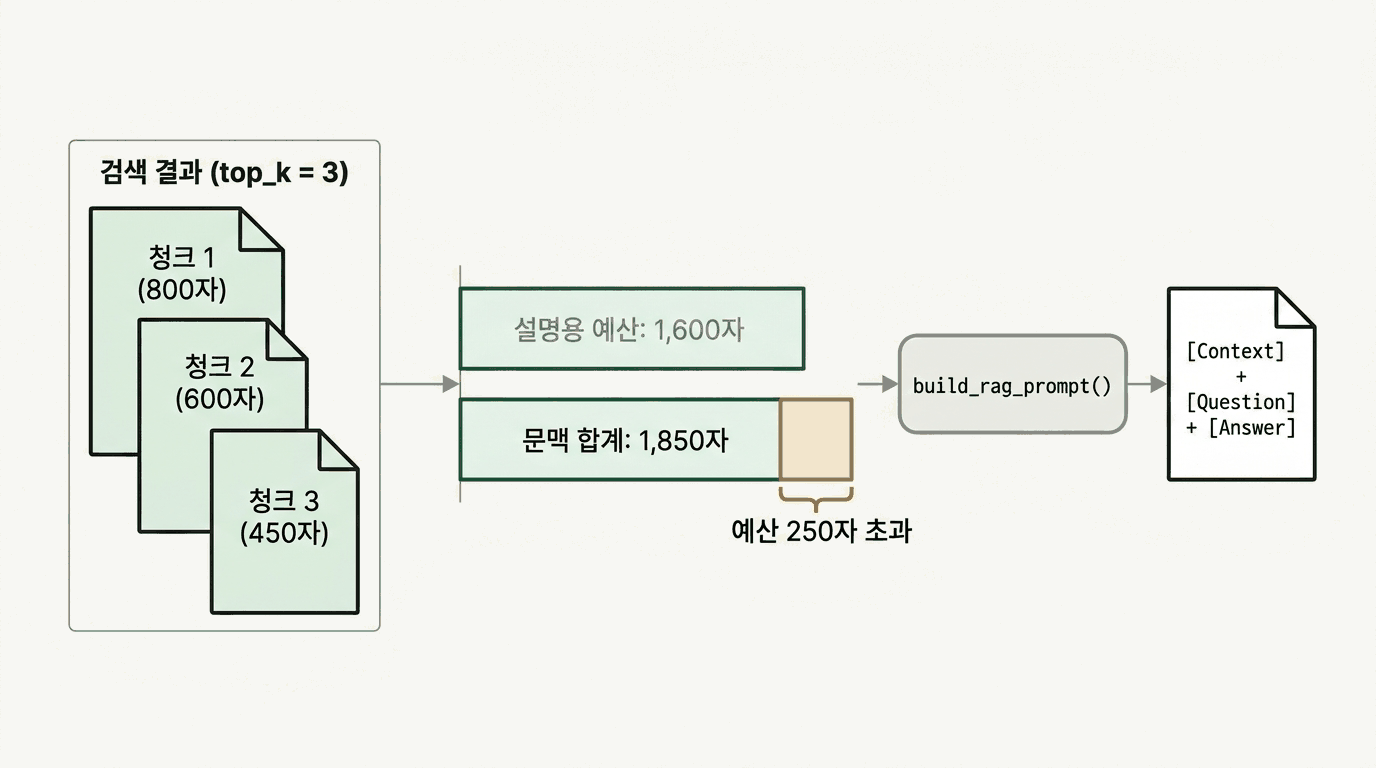 검색 결과 (top_k = 3)
청크 1
(800자)
청크 2
(600자)
청크 3
(450자)
설명용 예산: 1,600자
문맥 합계: 1,850자
예산 250자 초과
build_rag_prompt()
[Context]
+
[Question]
+ [Answer]